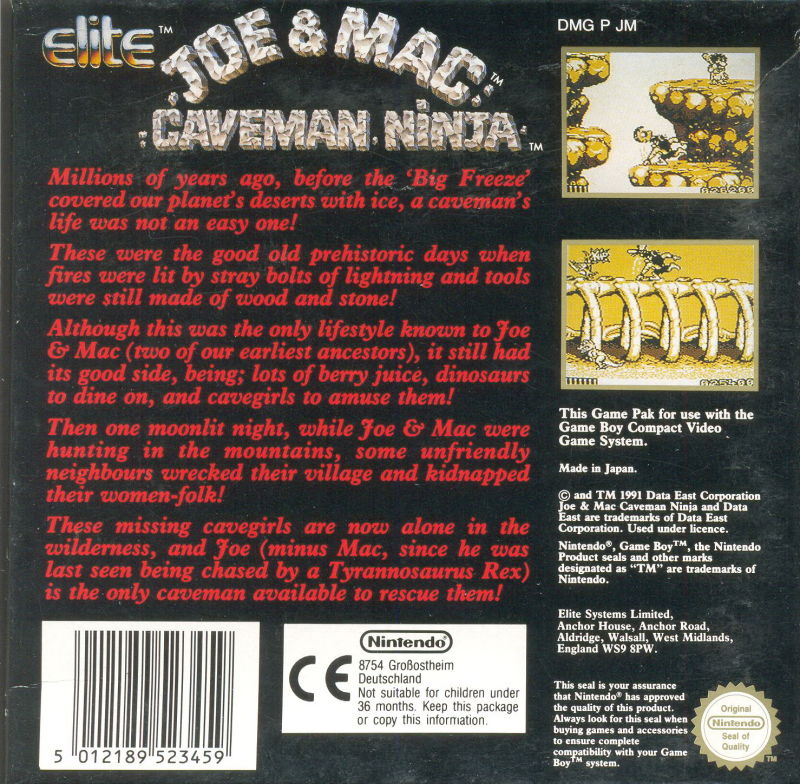 elite™
JOE & MAC™
CAVEMAN NINJA™
Millions of years ago, before the 'Big Freeze'
covered our planet's deserts with ice, a caveman's
life was not an easy one!
These were the good old prehistoric days when
fires were lit by stray bolts of lightning and tools
were still made of wood and stone!
Although this was the only lifestyle known to Joe
& Mac (two of our earliest ancestors), it still had
its good side, being; lots of berry juice, dinosaurs
to dine on, and cavegirls to amuse them!
Then one moonlit night, while Joe & Mac were
hunting in the mountains, some unfriendly
neighbours wrecked their village and kidnapped
their women-folk!
These missing cavegirls are now alone in the
wilderness, and Joe (minus Mac, since he was
last seen being chased by a Tyrannosaurus Rex)
is the only caveman available to rescue them!
5 012189 523459
Nintendo®
CE
8754 Großostheim
Deutschland
Not suitable for children under
36 months. Keep this package
or copy this information.
DMG P JM
026200
025400
This Game Pak for use with the
Game Boy Compact Video
Game System.
Made in Japan.
© and TM 1991 Data East Corporation
Joe & Mac Caveman Ninja and Data
East are trademarks of Data East
Corporation. Used under licence.
Nintendo®, Game Boy™, the Nintendo
Product seals and other marks
designated as “TM” are trademarks of
Nintendo.
Elite Systems Limited,
Anchor House, Anchor Road,
Aldridge, Walsall, West Midlands,
England WS9 8PW.
This seal is your assurance
that Nintendo® has approved
the quality of this product.
Always look for this seal when
buying games and accessories
to ensure complete
compatibility with your Game
Boy™ system.
Original
Nintendo
Seal of
Quality
TM